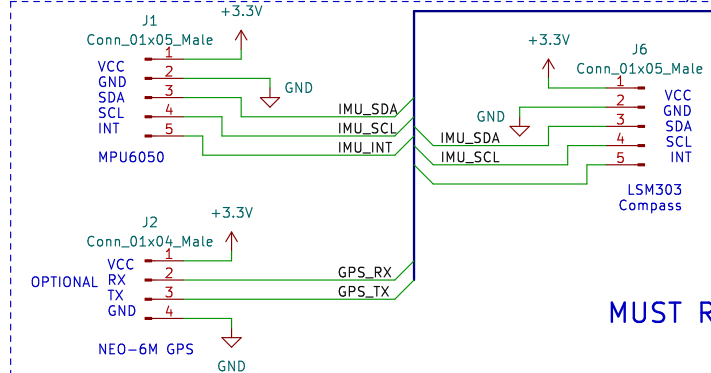 J1
+3.3V
Conn_01x05_Male
VCC
1
GND
2
GND
SDA
3
IMU_SDA
SCL
4
IMU_SCL
INT
5
IMU_INT
MPU6050
+3.3V
J6
Conn_01x05_Male
1
VCC
GND
2
GND
IMU_SDA
3
SDA
IMU_SCL
4
SCL
5
INT
LSM303
Compass
J2
+3.3V
Conn_01x04_Male
VCC
1
OPTIONAL
RX
2
GPS_RX
TX
3
GPS_TX
GND
4
NEO-6M GPS
GND
MUST R